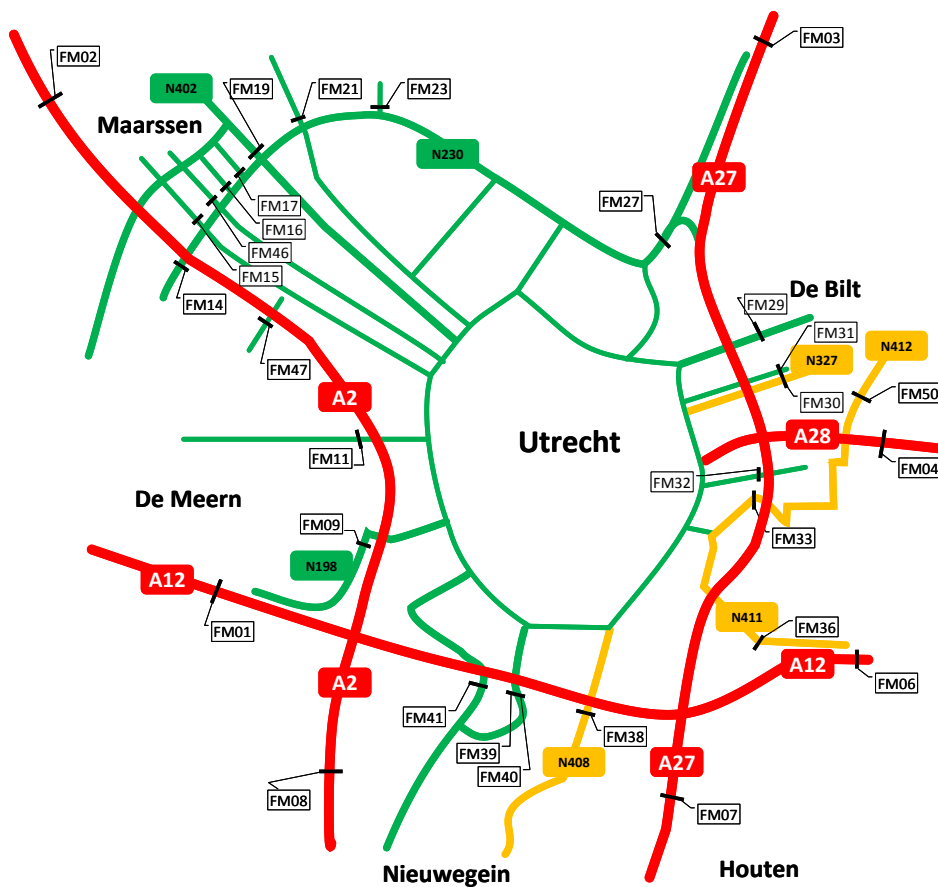 FM03
FM02
N402
FM19
FM21
FM23
Maarssen
N230
A27
FM17
FM27
FM16
FM46
FM15
De Bilt
FM14
FM29
FM31
N412
FM47
N327
FM50
FM30
A2
A28
Utrecht
FM11
FM04
FM32
De Meern
FM09
FM33
N198
A12
FM01
N411
FM36
A12
FM06
A2
FM41
FM38
FM39
N408
A27
FM40
FM08
FM07
Nieuwegein
Houten